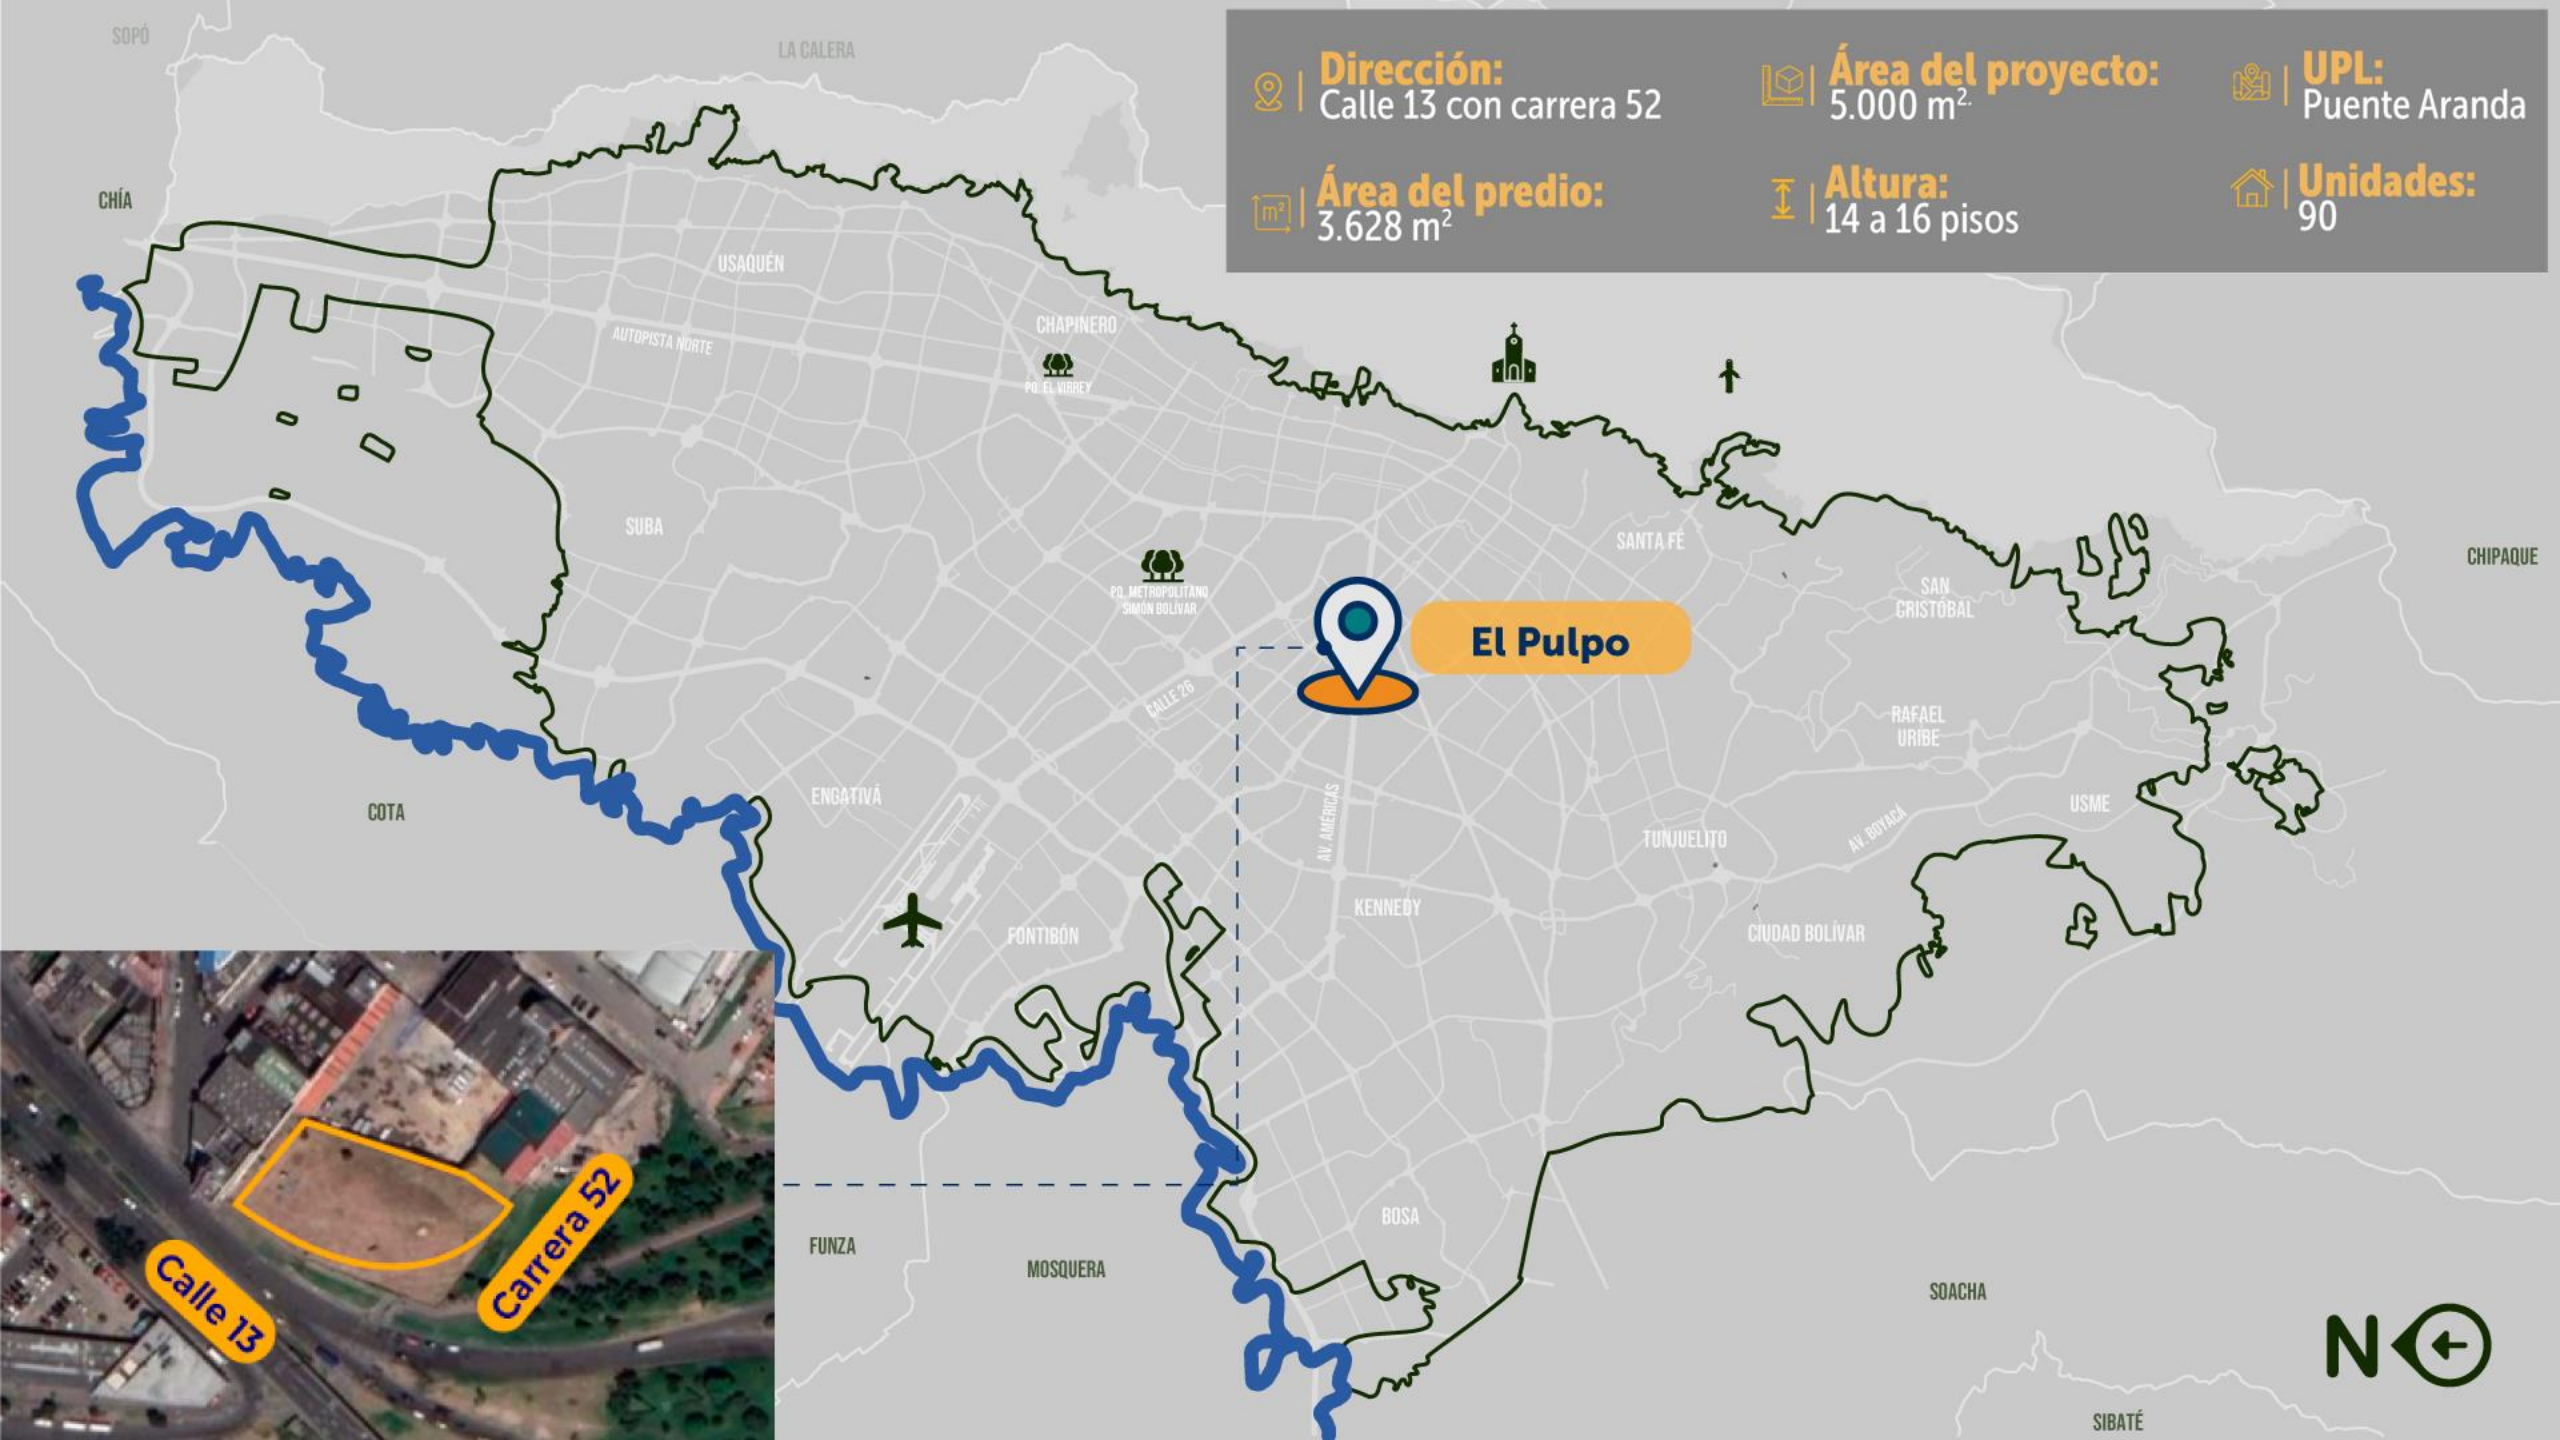 SOPÓ
LA CALERA
Dirección:
Calle 13 con carrera 52
Área del proyecto:
5.000 m².
UPL:
Puente Aranda
Área del predio:
m²
3.628 m²
Altura:
14 a 16 pisos
Unidades:
90
CHÍA
USAQUÉN
AUTOPISTA NORTE
CHAPINERO
PQ. EL VIRREY
SUBA
SANTA FÉ
CHIPAQUE
PQ. METROPOLITANO
SIMÓN BOLÍVAR
SAN
CRISTÓBAL
El Pulpo
CALLE 26
RAFAEL
URIBE
ENGATIVÁ
COTA
AV. AMÉRICAS
TUNJUELITO
AV. BOYACÁ
USME
KENNEDY
FONTIBÓN
CIUDAD BOLÍVAR
Calle 13
Carrera 52
FUNZA
MOSQUERA
BOSA
SOACHA
N
SIBATÉ